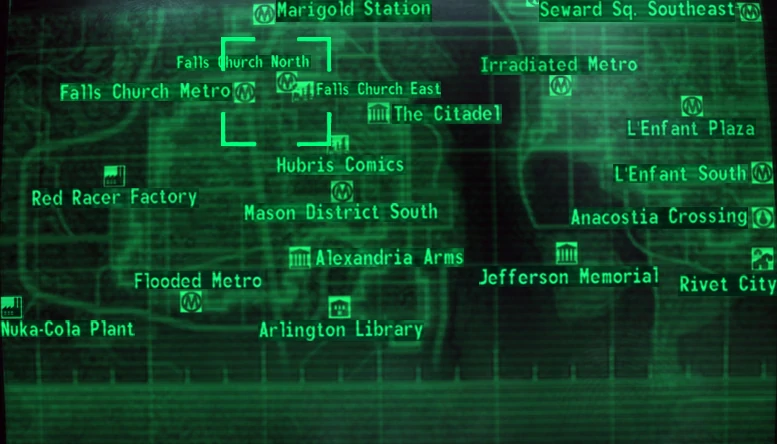 Marigold Station
Seward Sq. Southeast
Falls Church North
Irradiated Metro
Falls Church Metro
Falls Church East
The Citadel
L'Enfant Plaza
Hubris Comics
L'Enfant South
Red Racer Factory
Mason District South
Anacostia Crossing
Alexandria Arms
Jefferson Memorial
Flooded Metro
Rivet City
Nuka-Cola Plant
Arlington Library